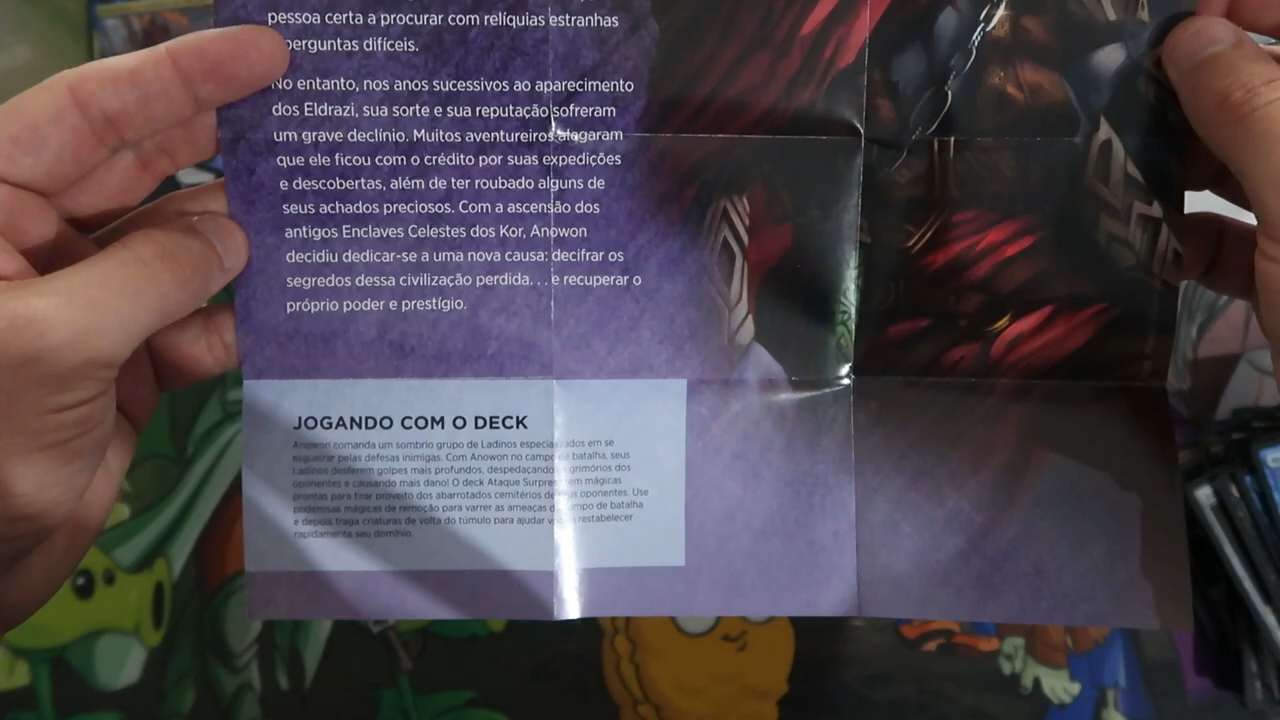 pessoa certa a procurar com relíquias estranhas
perguntas difíceis.
No entanto, nos anos sucessivos ao aparecimento
dos Eldrazi, sua sorte e sua reputação sofreram
um grave declínio. Muitos aventureiros alegaram
que ele ficou com o crédito por suas expedições
e descobertas, além de ter roubado alguns de
seus achados preciosos. Com a ascensão dos
antigos Enclaves Celestes dos Kor, Anowon
decidiu dedicar-se a uma nova causa: decifrar os
segredos dessa civilização perdida. . . e recuperar o
próprio poder e prestígio.
JOGANDO COM O DECK
Anowon comanda um sombrio grupo de Ladinos especializados em se
esgueirar pelas defesas inimigas. Com Anowon no campo de batalha, seus
Ladinos desferem golpes mais profundos, despedaçando grimórios dos
oponentes e causando mais dano! O deck Ataque Surpresa tem mágicas
prontas para tirar proveito dos abarrotados cemitérios de seus oponentes. Use
poderosas mágicas de remoção para varrer as ameaças do campo de batalha
e depois traga criaturas de volta do túmulo para ajudar você a restabelecer
rapidamente seu domínio.